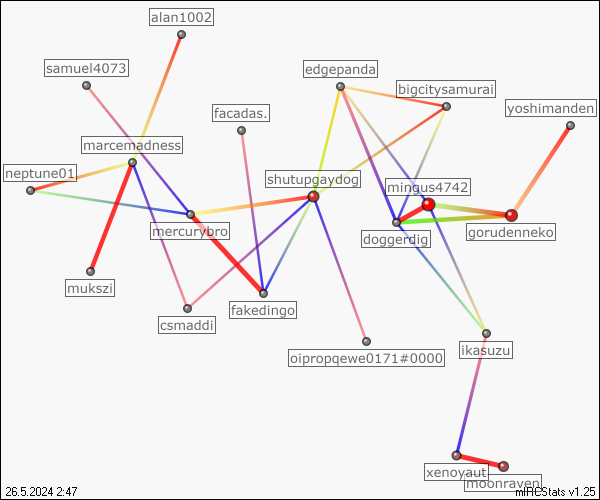 alan1002
samuel4073
edgepanda
bigcitysamurai
yoshimanden
facadas.
marcemadness
neptune01
shutupgaydog
mingus4742
mercurybro
doggerdig
gorudenneko
mukszi
csmaddi
fakedingo
oipropqewe0171#0000
ikasuzu
xenoyaut
moonraven
26.5.2024 2:47
mIRCStats v1.25